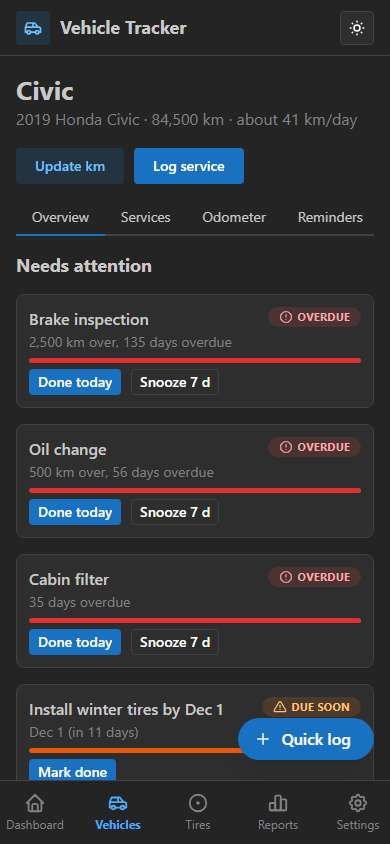 Vehicle Tracker
Civic
2019 Honda Civic · 84,500 km · about 41 km/day
Update km
Log service
Overview
Services
Odometer
Reminders
Needs attention
Brake inspection
OVERDUE
2,500 km over, 135 days overdue
Done today
Snooze 7 d
Oil change
OVERDUE
500 km over, 56 days overdue
Done today
Snooze 7 d
Cabin filter
OVERDUE
35 days overdue
Done today
Snooze 7 d
Install winter tires by Dec 1
DUE SOON
Dec 1 (in 11 days)
Mark done
Quick log
Dashboard
Vehicles
Tires
Reports
Settings